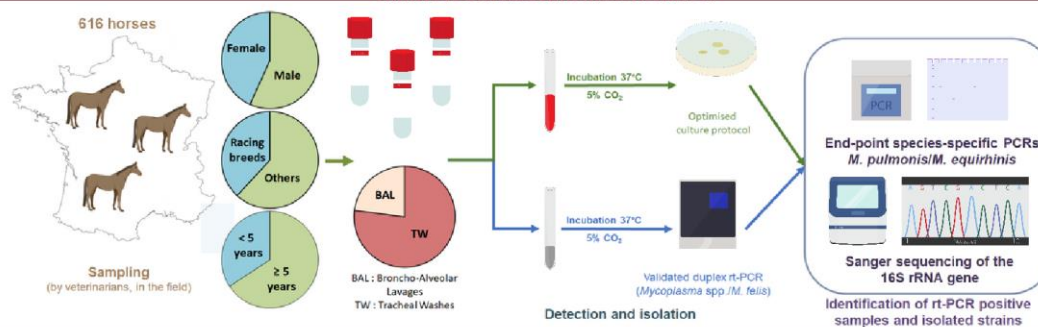 616 horses
Sampling
(by veterinarians, in the field)
Female
Male
Racing
breeds
Others
< 5
years
≥ 5
years
BAL
TW
BAL : Broncho-Alveolar
Lavages
TW : Tracheal Washes
Incubation 37°C
5% CO₂
Optimised
culture protocol
Incubation 37°C
5% CO₂
Validated duplex rt-PCR
(Mycoplasma spp./M. felis)
Detection and isolation
PCR
End-point species-specific PCRs
M. pulmonis/M. equirhinis
A G T C G A C T C A
Sanger sequencing of the
16S rRNA gene
Identification of rt-PCR positive
samples and isolated strains